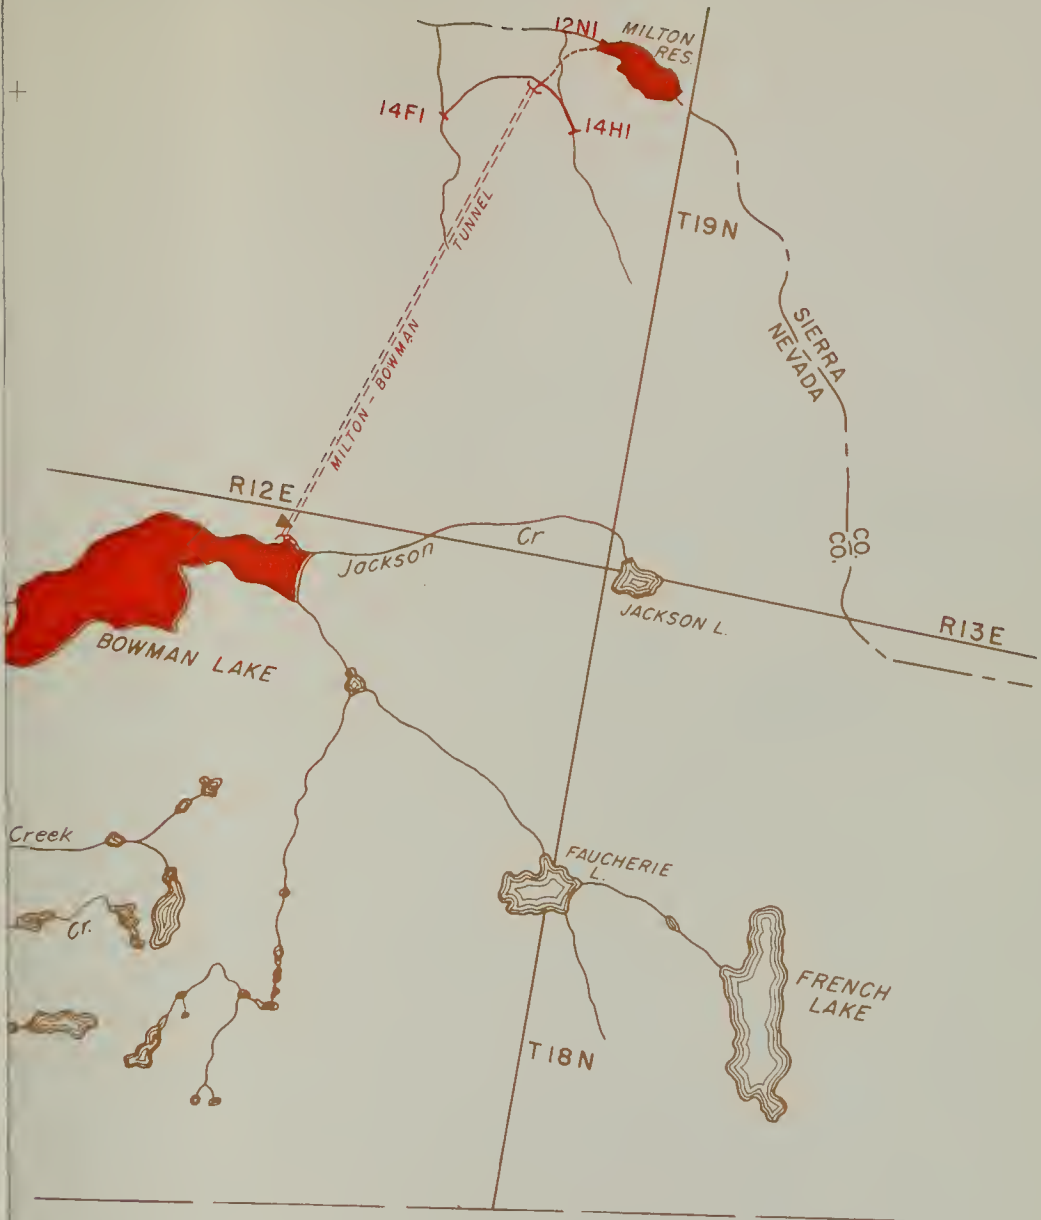 12N1
MILTON
RES.
14F1
14H1
TUNNEL
T19N
MILTON - BOWMAN
SIERRA
NEVADA
R12E
Jackson
Cr
CO.
CO.
JACKSON L.
R13E
BOWMAN LAKE
Creek
FAUCHERIE
L.
Cr.
FRENCH
LAKE
T18N